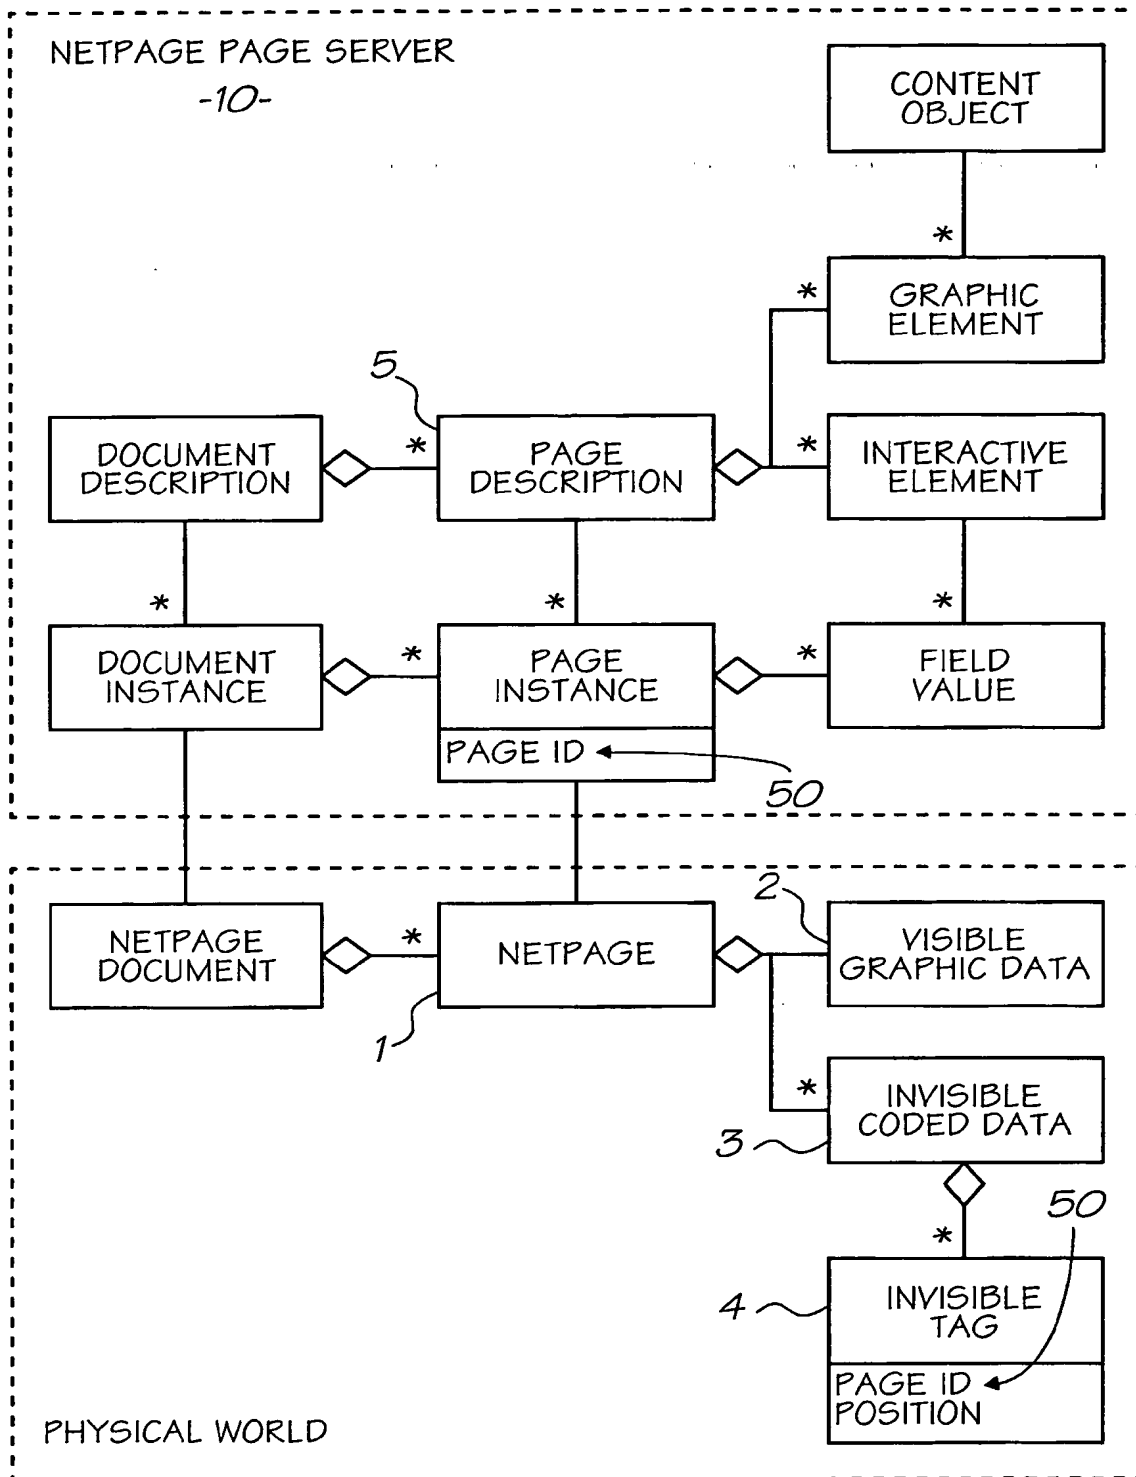 NETPAGE PAGE SERVER
-10-
CONTENT
OBJECT
*
*
GRAPHIC
ELEMENT
5
DOCUMENT
DESCRIPTION
*
PAGE
DESCRIPTION
*
INTERACTIVE
ELEMENT
*
*
*
DOCUMENT
INSTANCE
*
PAGE
INSTANCE
PAGE ID
50
*
FIELD
VALUE
NETPAGE
DOCUMENT
*
NETPAGE
1
2
VISIBLE
GRAPHIC DATA
*
INVISIBLE
CODED DATA
3
*
50
4
INVISIBLE
TAG
PAGE ID
POSITION
PHYSICAL WORLD